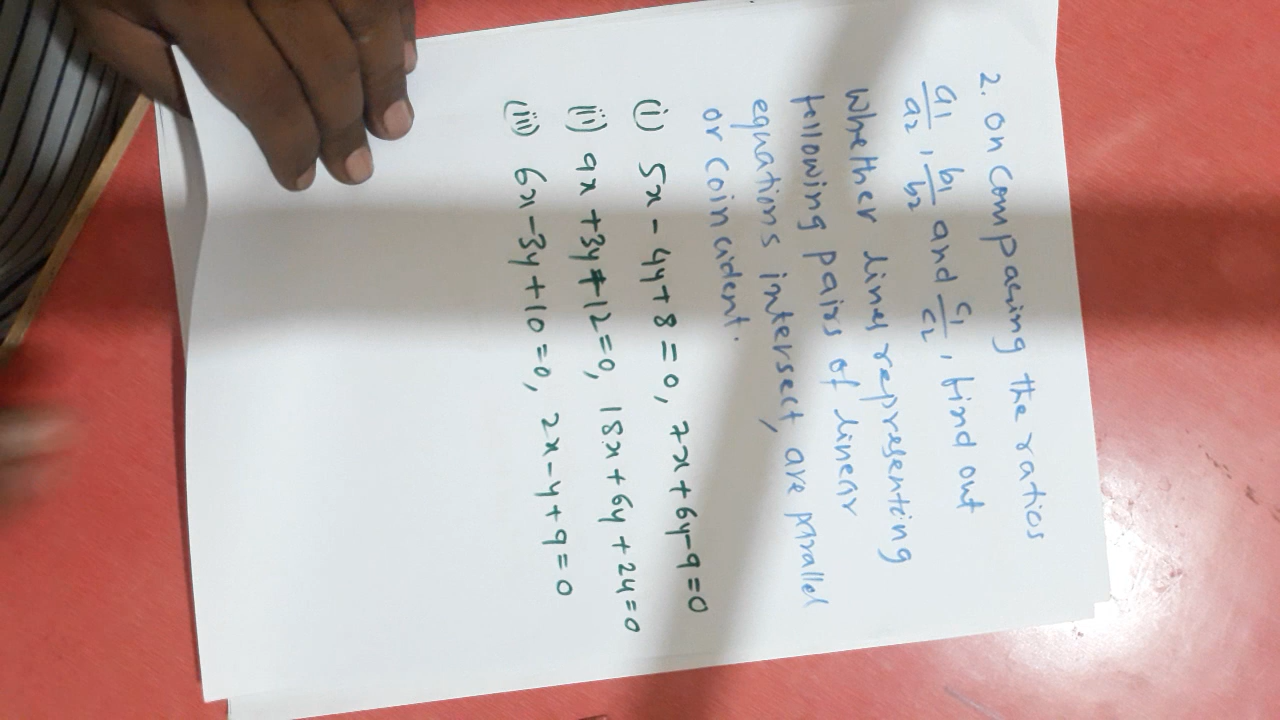 2. on comparing the ratios
a1/a2, b1/b2 and c1/c2, find out
whether lines representing
following pairs of linear
equations intersect, are parallel
or coincident.
(i) 5x - 4y + 8 = 0, 7x + 6y - 9 = 0
(ii) 9x + 3y + 12 = 0, 18x + 6y + 24 = 0
(iii) 6x - 3y + 10 = 0, 2x - y + 9 = 0